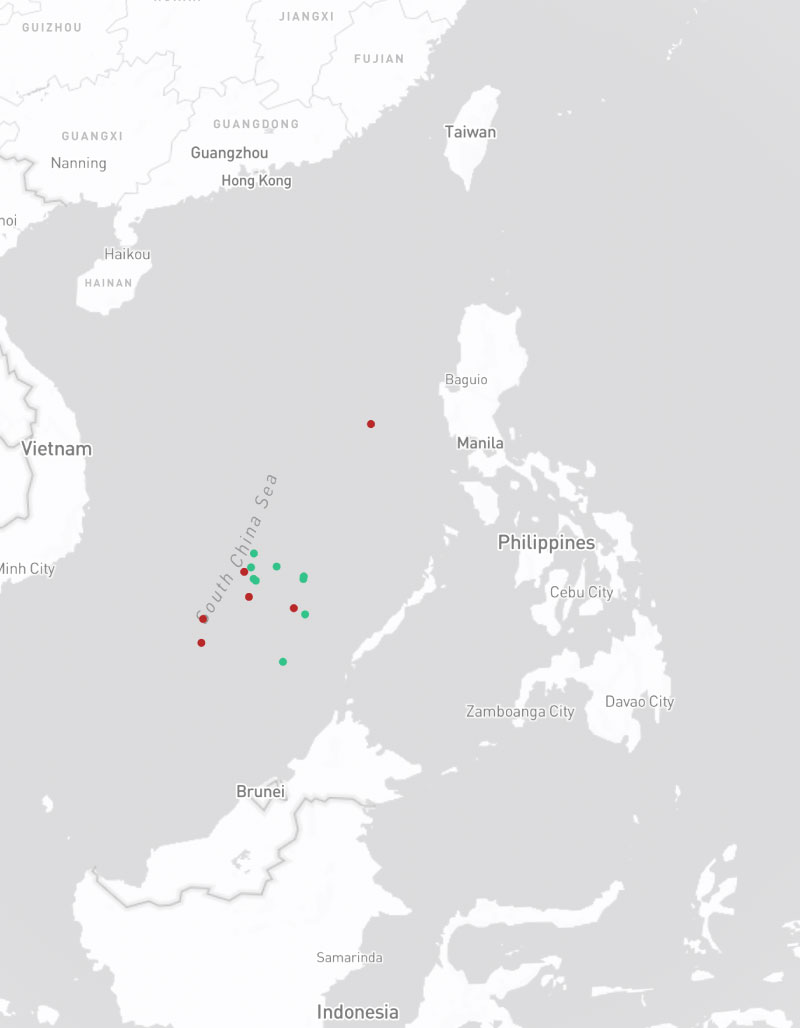 JIANGXI
GUIZHOU
FUJIAN
GUANGDONG
GUANGXI
Taiwan
Guangzhou
Nanning
Hong Kong
noi
Haikou
HAINAN
Baguio
Manila
Vietnam
South China Sea
Philippines
Minh City
Cebu City
Davao City
Zamboanga City
Brunei
Samarinda
Indonesia